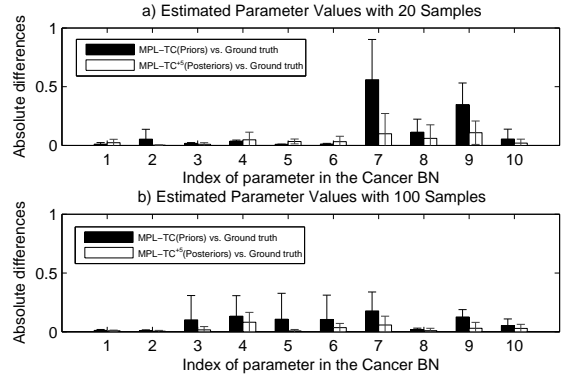 a) Estimated Parameter Values with 20 Samples
1
0.5
0
Absolute differences
MPL−TC(Priors) vs. Ground truth
MPL−TC+5(Posteriors) vs. Ground truth
1 2 3 4 5 6 7 8 9 10
Index of parameter in the Cancer BN
b) Estimated Parameter Values with 100 Samples
1
0.5
0
Absolute differences
MPL−TC(Priors) vs. Ground truth
MPL−TC+5(Posteriors) vs. Ground truth
1 2 3 4 5 6 7 8 9 10
Index of parameter in the Cancer BN